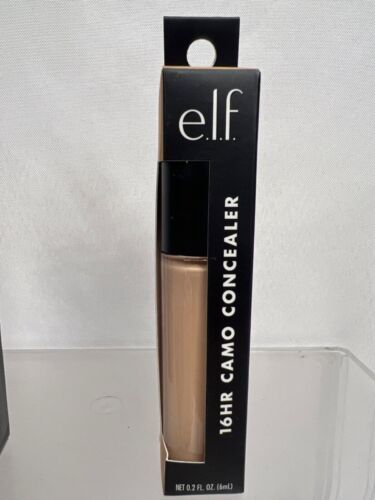 e.l.f.
16HR CAMO CONCEALER
NET 0.2 FL. OZ. (6mL)